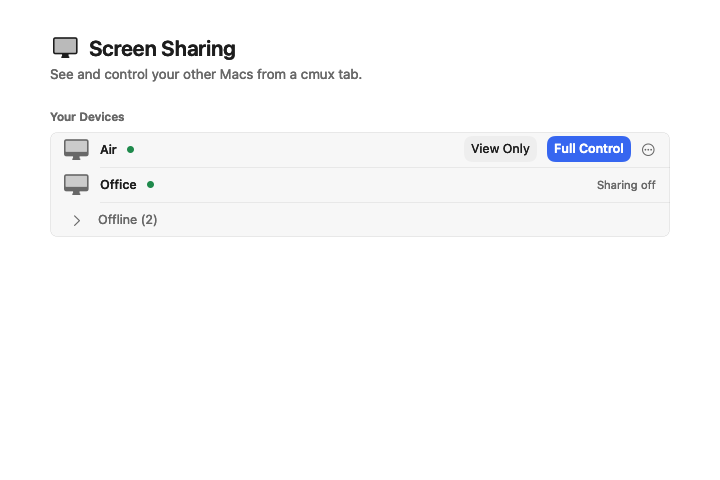 Screen Sharing
See and control your other Macs from a cmux tab.
Your Devices
Air View Only Full Control
Office Sharing off
Offline (2)